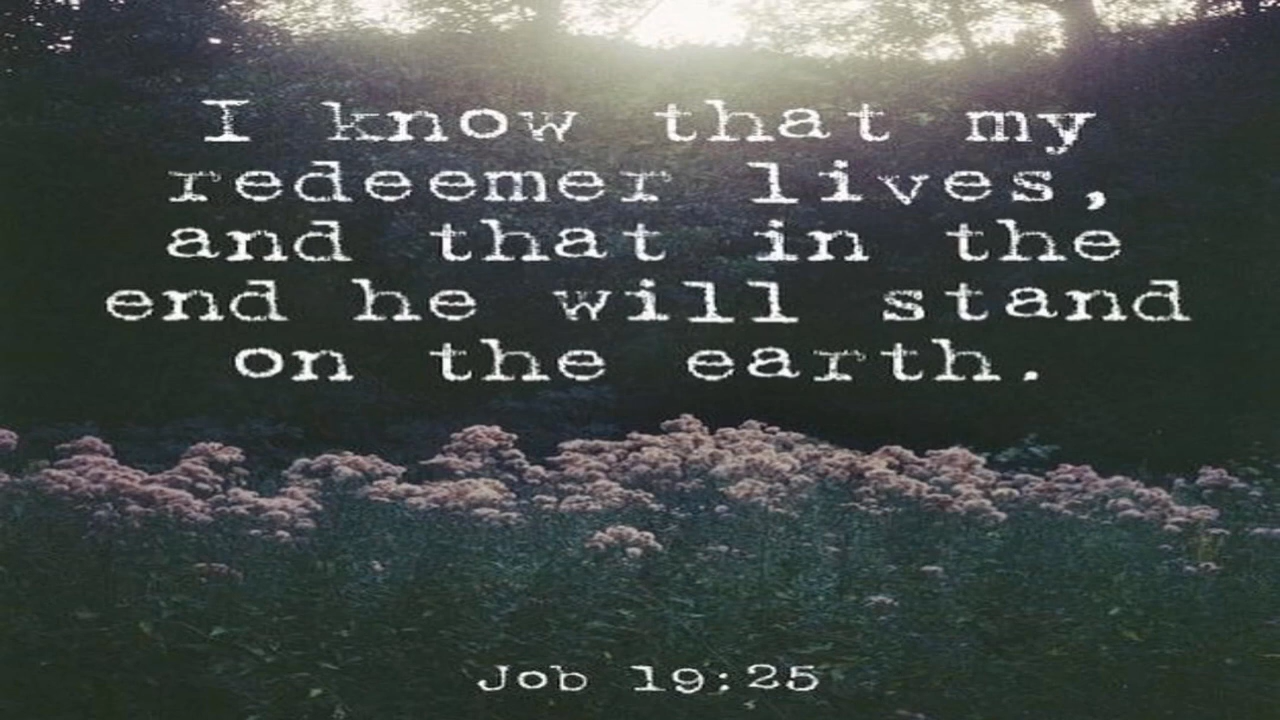 I know that my
redeemer lives,
and that in the
end he will stand
on the earth.
Job 19:25